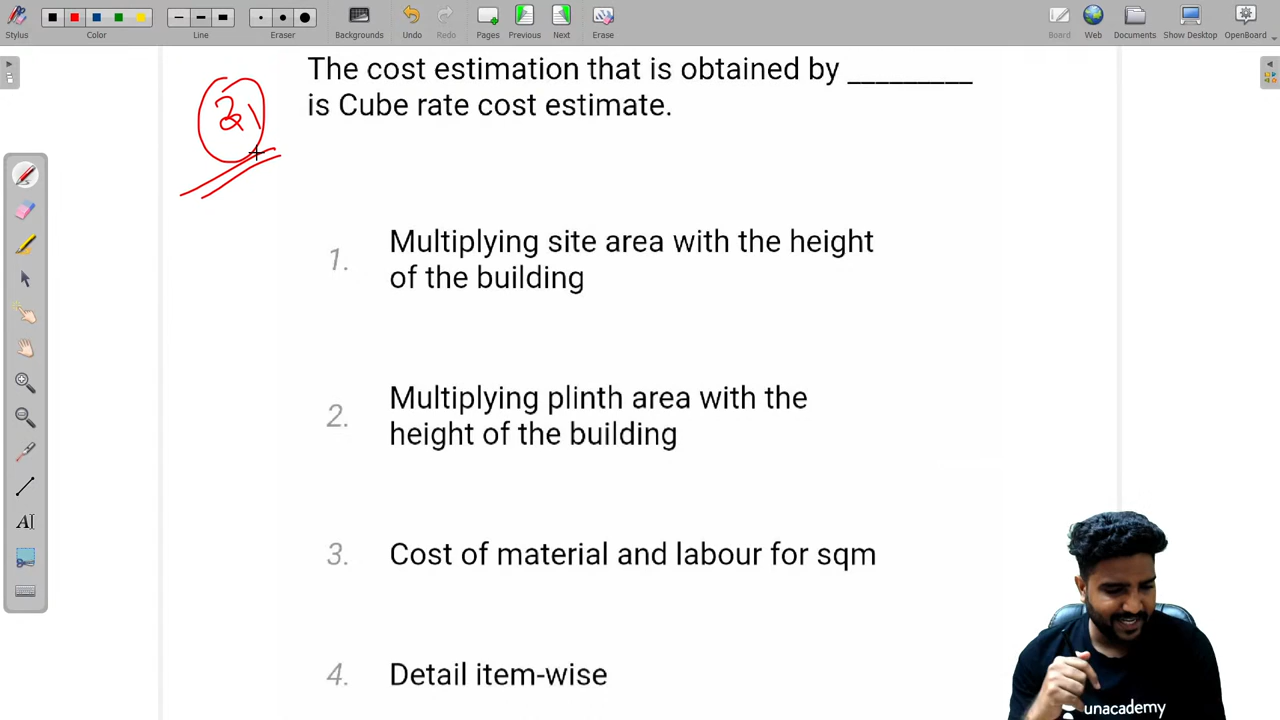 Stylus
Color
Line
Eraser
Backgrounds
Undo
Redo
Pages
Previous
Next
Erase
Board
Web
Documents
Show Desktop
OpenBoard
21
The cost estimation that is obtained by _________
is Cube rate cost estimate.
1. Multiplying site area with the height
of the building
2. Multiplying plinth area with the
height of the building
3. Cost of material and labour for sqm
4. Detail item-wise
AI
unacademy